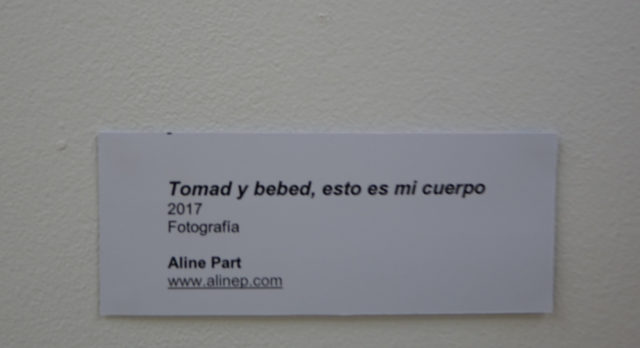 Tomad y bebed, esto es mi cuerpo
2017
Fotografía
Aline Part
www.alinep.com